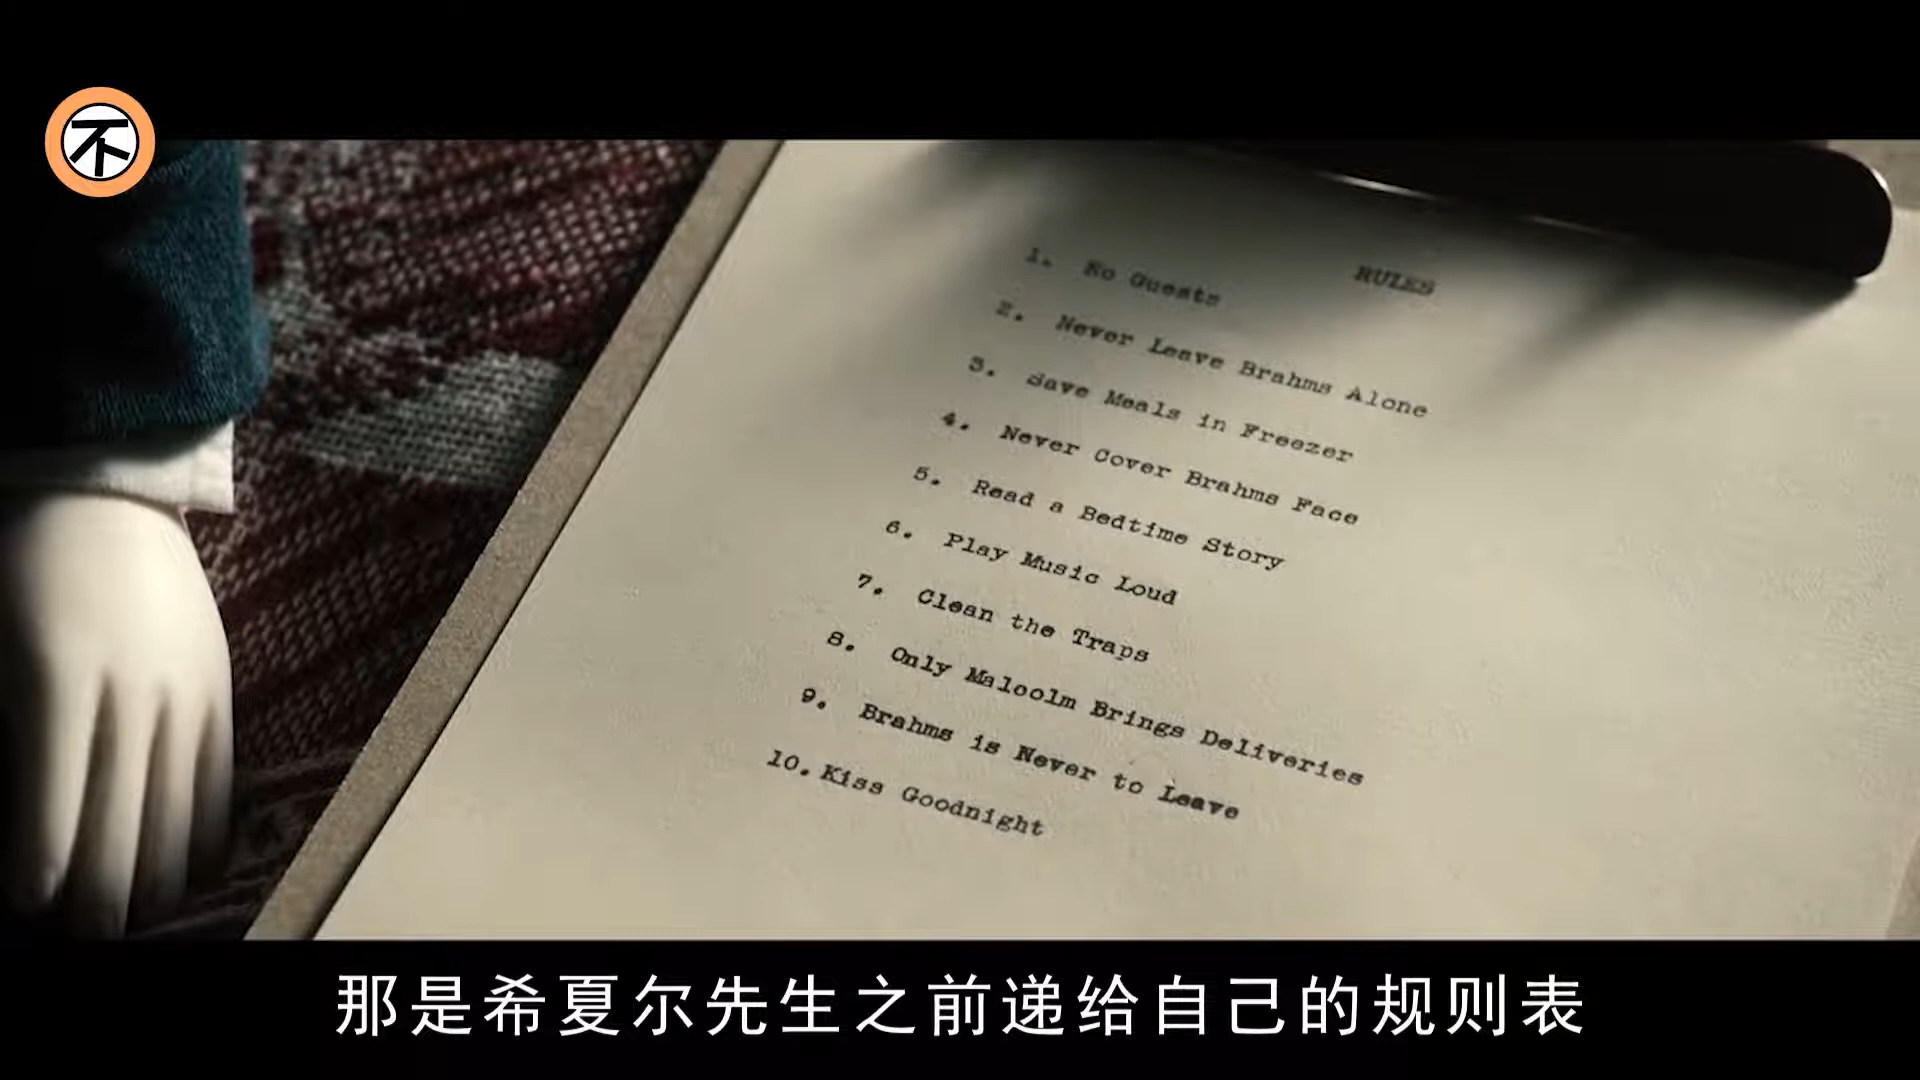 不
RULES
1. No Guests
2. Never Leave Brahms Alone
3. Save Meals in Freezer
4. Never Cover Brahms Face
5. Read a Bedtime Story
6. Play Music Loud
7. Clean the Traps
8. Only Malcolm Brings Deliveries
9. Brahms is Never to Leave
10. Kiss Goodnight
那是希夏尔先生之前递给自己的规则表